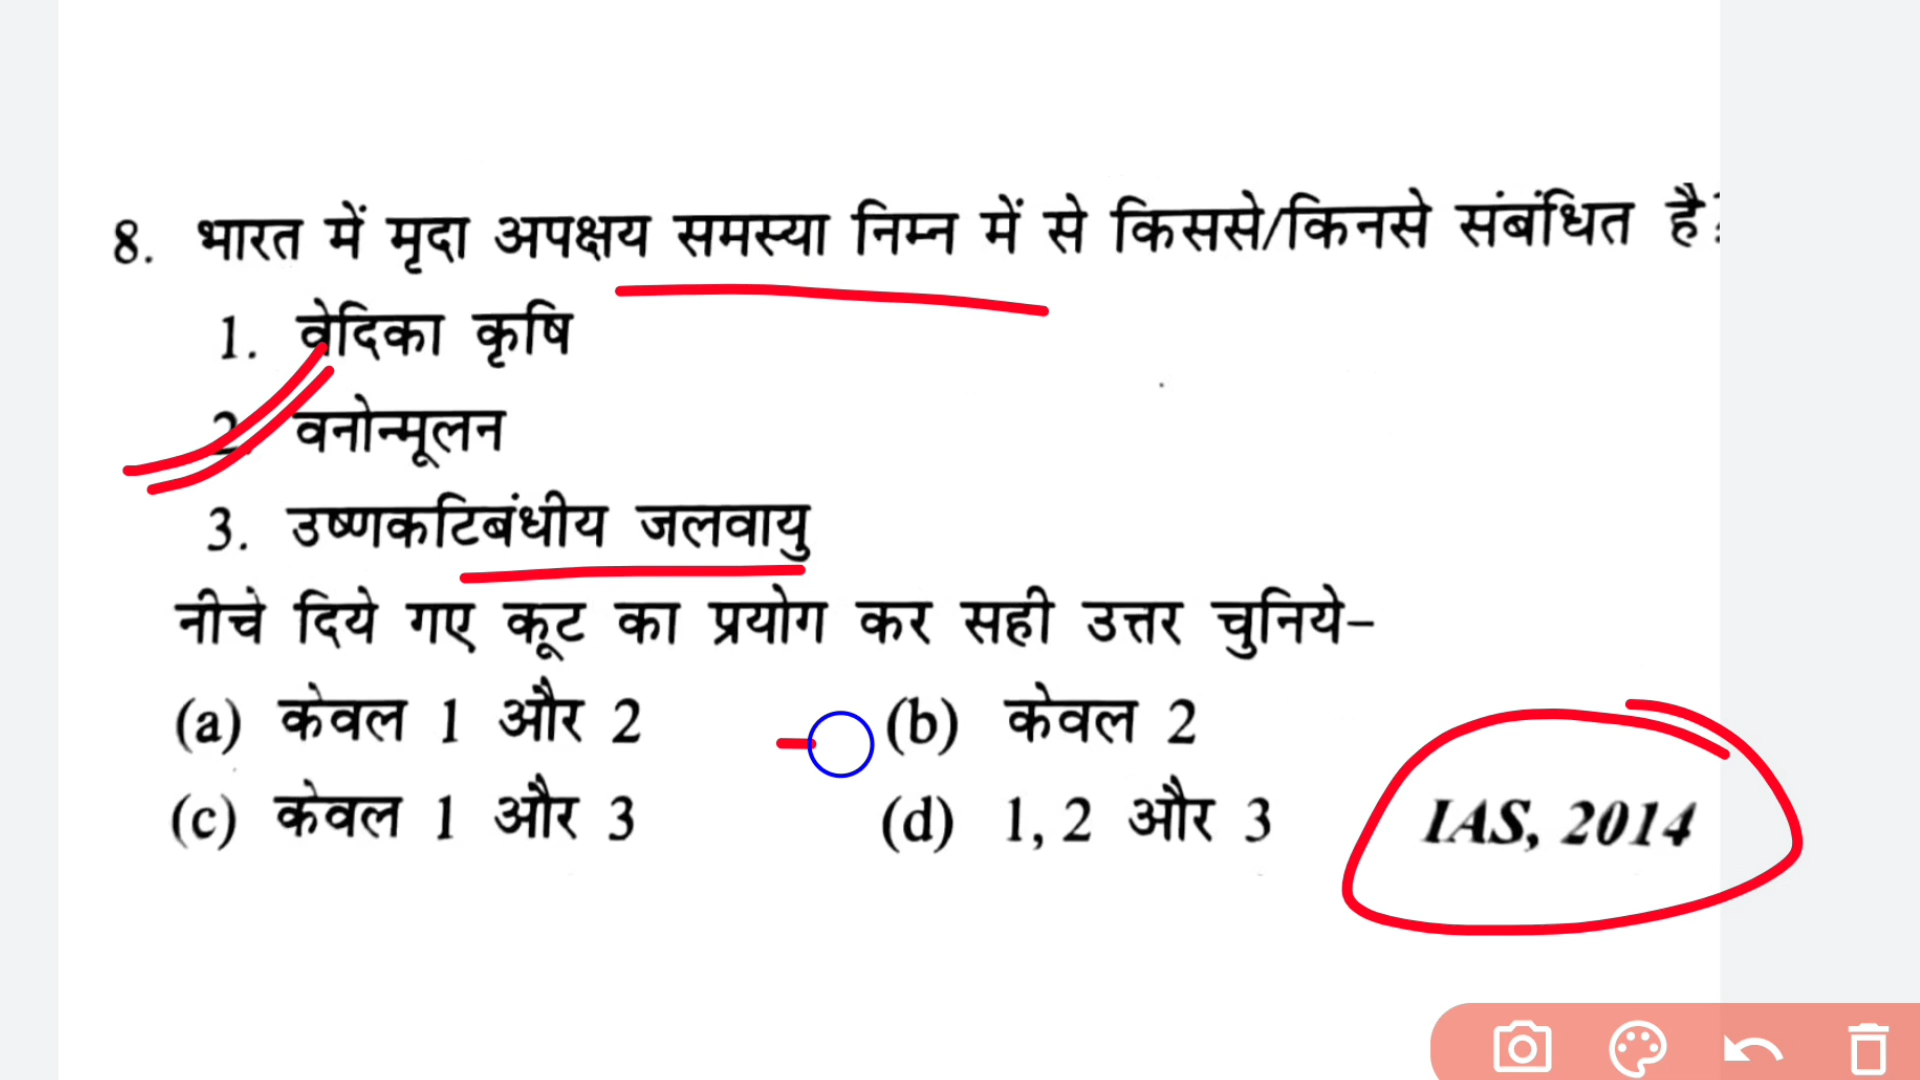 8. भारत में मृदा अपक्षय समस्या निम्न में से किससे/किनसे संबंधित है?
1. वेदिका कृषि
2. वनोन्मूलन
3. उष्णकटिबंधीय जलवायु
नीचे दिये गए कूट का प्रयोग कर सही उत्तर चुनिये–
(a) केवल 1 और 2 (b) केवल 2
(c) केवल 1 और 3 (d) 1, 2 और 3 IAS, 2014